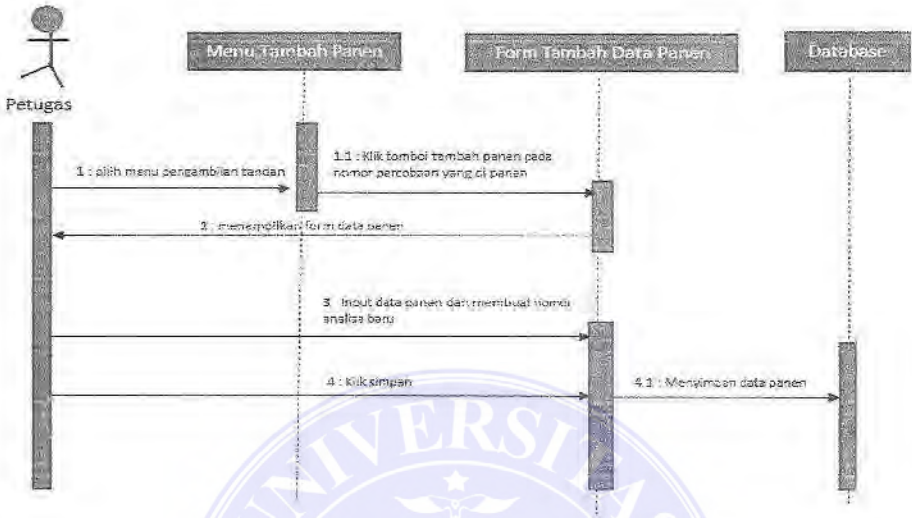 Menu Tambah Panen
Form Tambah Data Panen
Database
Petugas
1 : pilih menu pengambilan tandan
1.1 : Klik tombol tambah panen pada
nomor percobaan yang di panen
2 : menampilkan form data panen
3 : Input data panen dan membuat nomor
analisa baru
4 : Klik simpan
4.1 : Menyimpan data panen
UNIVERSITAS